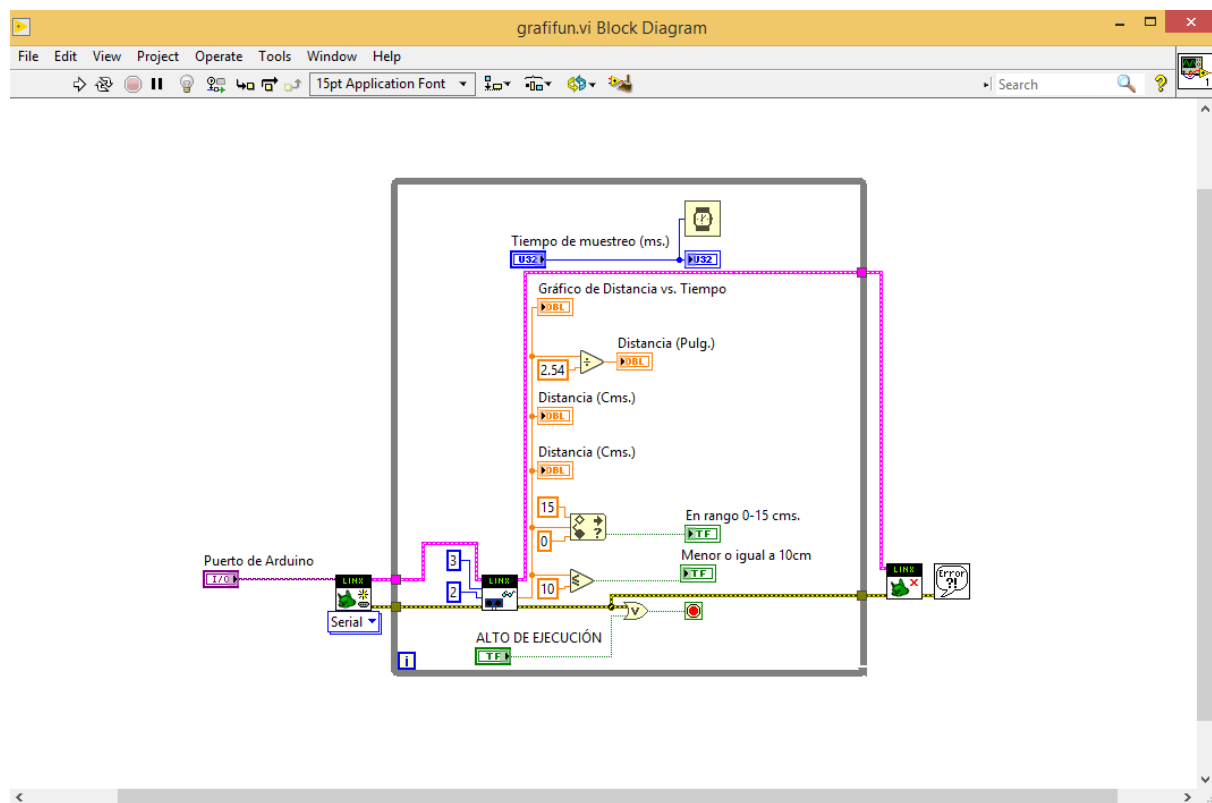 grafifun.vi Block Diagram
File Edit View Project Operate Tools Window Help
15pt Application Font
Search
1
Tiempo de muestreo (ms.)
U32
U32
Gráfico de Distancia vs. Tiempo
DBL
Distancia (Pulg.)
DBL
2.54
Distancia (Cms.)
DBL
Distancia (Cms.)
DBL
15
En rango 0-15 cms.
?
TF
0
Menor o igual a 10cm
Puerto de Arduino
3
TF
I/O
LINX
LINX
10
LINX
Error
?!
2
Serial
V
ALTO DE EJECUCIÓN
TF
i